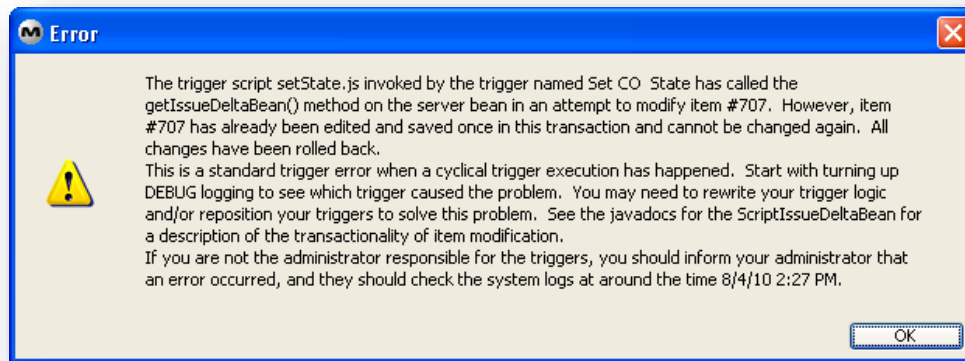 Error
The trigger script setState.js invoked by the trigger named Set CO  State has called the
getIssueDeltaBean() method on the server bean in an attempt to modify item #707.  However, item
#707 has already been edited and saved once in this transaction and cannot be changed again.  All
changes have been rolled back.
This is a standard trigger error when a cyclical trigger execution has happened.  Start with turning up
DEBUG logging to see which trigger caused the problem.  You may need to rewrite your trigger logic
and/or reposition your triggers to solve this problem.  See the javadocs for the ScriptIssueDeltaBean for
a description of the transactionality of item modification.
If you are not the administrator responsible for the triggers, you should inform your administrator that
an error occurred, and they should check the system logs at around the time 8/4/10 2:27 PM.
OK